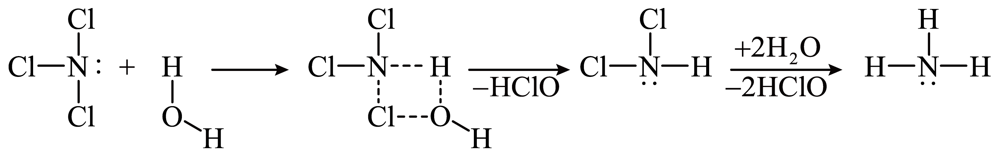 Cl Cl Cl H
Cl—N: + H Cl—N---H Cl—N—H +2H₂O H—N—H
−HClO −2HClO
Cl O Cl---O
H H